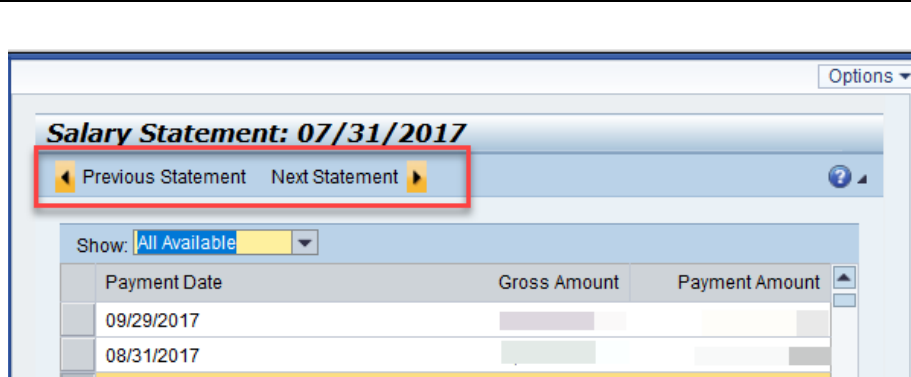 Options
Salary Statement: 07/31/2017
Previous Statement Next Statement
Show: All Available
Payment Date Gross Amount Payment Amount
09/29/2017
08/31/2017